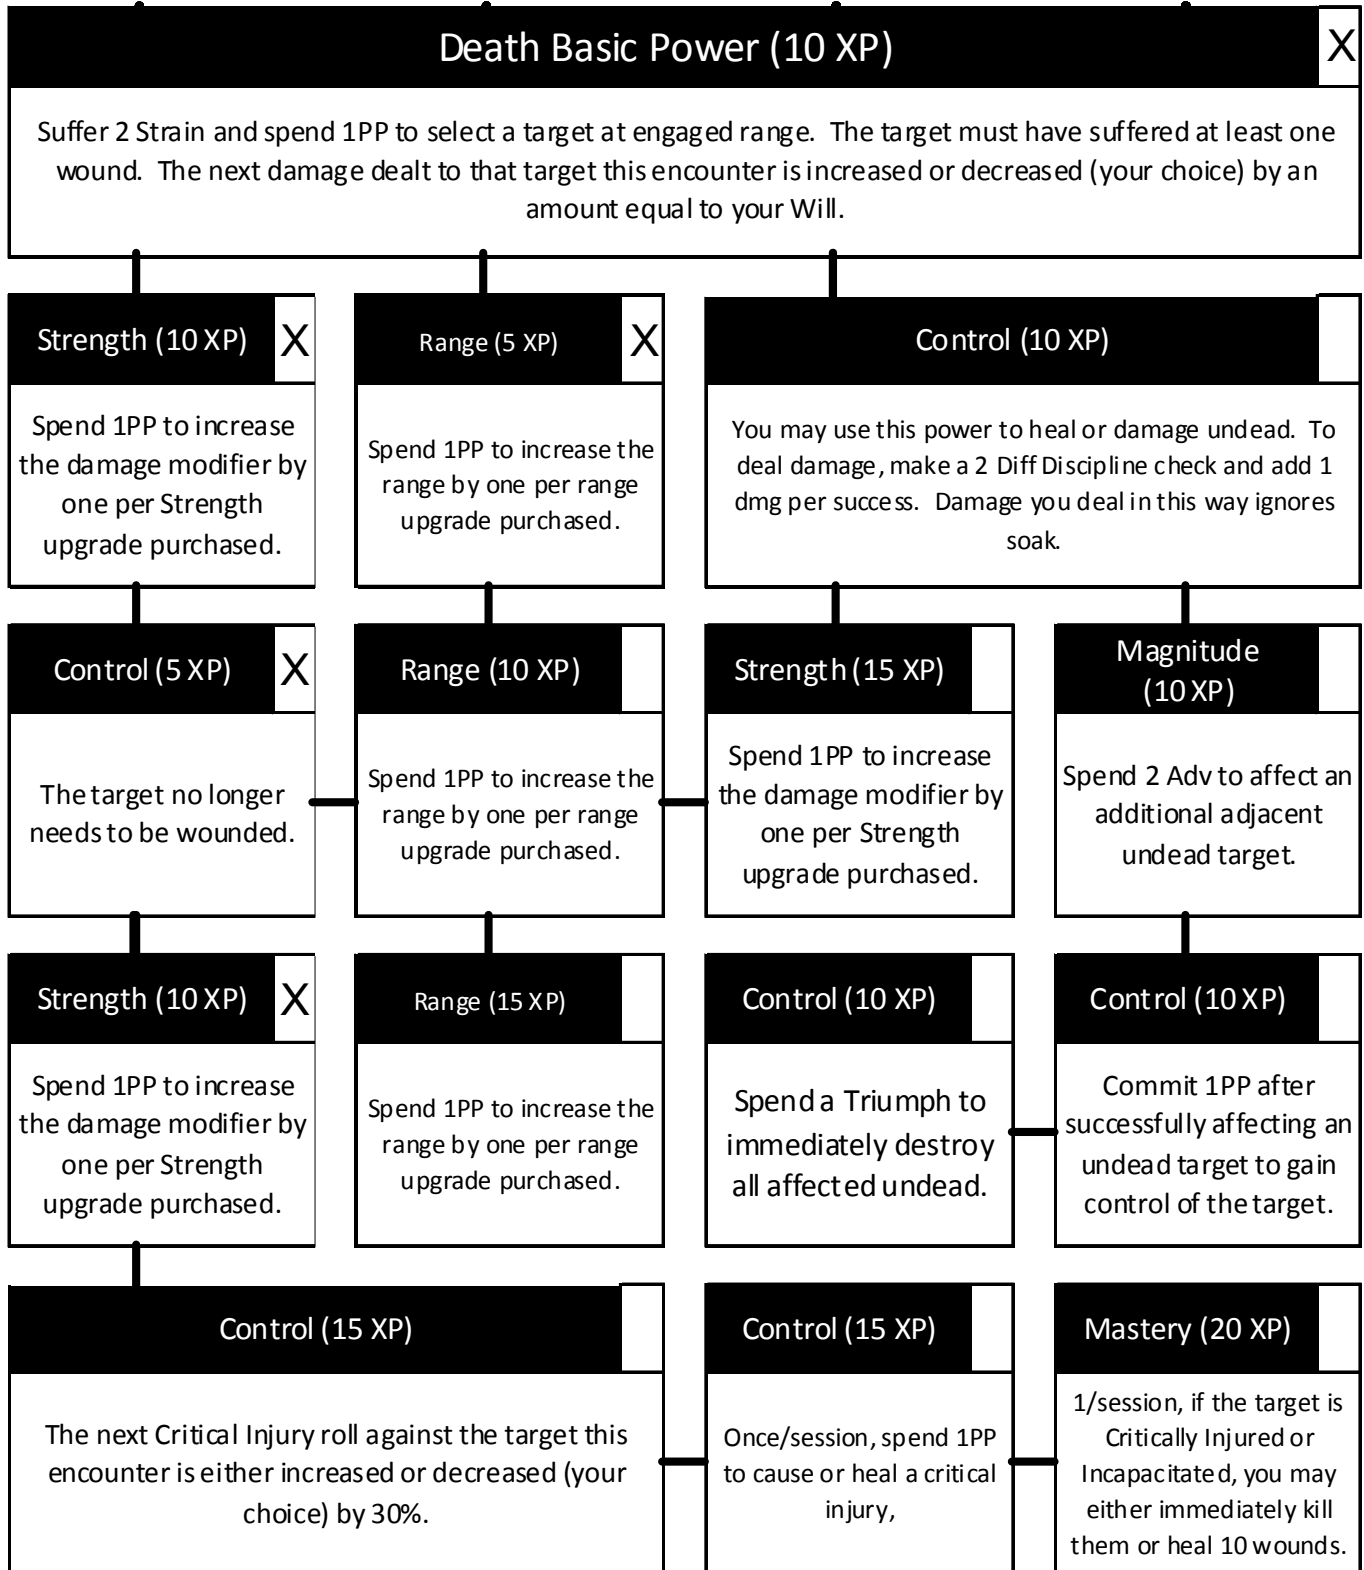 Death Basic Power (10 XP)
X
Suffer 2 Strain and spend 1PP to select a target at engaged range. The target must have suffered at least one
wound. The next damage dealt to that target this encounter is increased or decreased (your choice) by an
amount equal to your Will.
Strength (10 XP)
X
Spend 1PP to increase
the damage modifier by
one per Strength
upgrade purchased.
Range (5 XP)
X
Spend 1PP to increase the
range by one per range
upgrade purchased.
Control (10 XP)
You may use this power to heal or damage undead. To
deal damage, make a 2 Diff Discipline check and add 1
dmg per success. Damage you deal in this way ignores
soak.
Control (5 XP)
X
The target no longer
needs to be wounded.
Range (10 XP)
Spend 1PP to increase the
range by one per range
upgrade purchased.
Strength (15 XP)
Spend 1PP to increase
the damage modifier by
one per Strength
upgrade purchased.
Magnitude
(10 XP)
Spend 2 Adv to affect an
additional adjacent
undead target.
Strength (10 XP)
X
Spend 1PP to increase
the damage modifier by
one per Strength
upgrade purchased.
Range (15 XP)
Spend 1PP to increase the
range by one per range
upgrade purchased.
Control (10 XP)
Spend a Triumph to
immediately destroy
all affected undead.
Control (10 XP)
Commit 1PP after
successfully affecting an
undead target to gain
control of the target.
Control (15 XP)
The next Critical Injury roll against the target this
encounter is either increased or decreased (your
choice) by 30%.
Control (15 XP)
Once/session, spend 1PP
to cause or heal a critical
injury,
Mastery (20 XP)
1/session, if the target is
Critically Injured or
Incapacitated, you may
either immediately kill
them or heal 10 wounds.